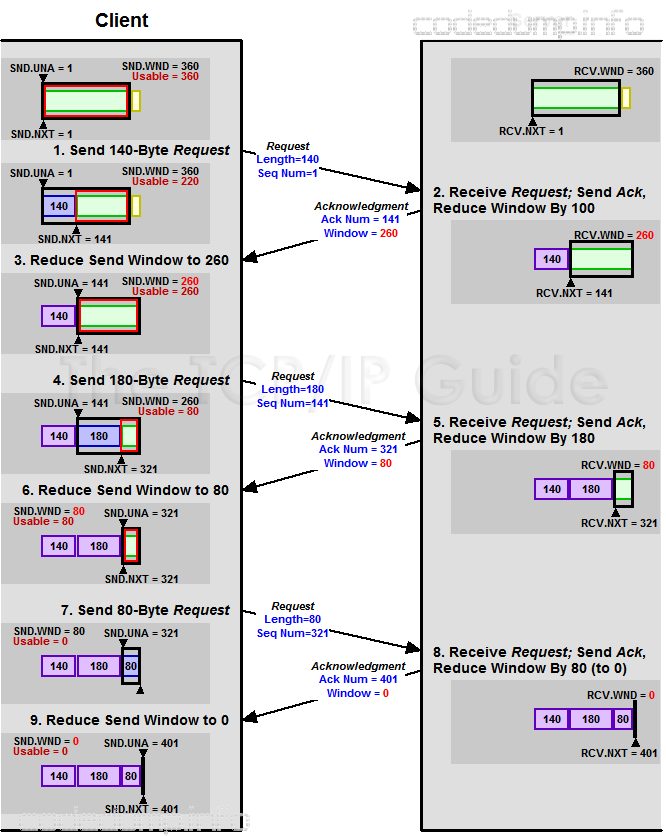 Client
SND.UNA = 1
SND.WND = 360
Usable = 360
SND.NXT = 1
RCV.WND = 360
RCV.NXT = 1
1. Send 140-Byte Request
Request
Length=140
Seq Num=1
SND.UNA = 1
SND.WND = 360
Usable = 220
140
SND.NXT = 141
2. Receive Request; Send Ack,
Reduce Window By 100
Acknowledgment
Ack Num = 141
Window = 260
RCV.WND = 260
140
RCV.NXT = 141
3. Reduce Send Window to 260
SND.UNA = 141
SND.WND = 260
Usable = 260
140
SND.NXT = 141
The TCP/IP Guide
4. Send 180-Byte Request
Request
Length=180
Seq Num=141
SND.UNA = 141
SND.WND = 260
Usable = 80
140
180
SND.NXT = 321
5. Receive Request; Send Ack,
Reduce Window By 180
Acknowledgment
Ack Num = 321
Window = 80
RCV.WND = 80
140
180
RCV.NXT = 321
6. Reduce Send Window to 80
SND.WND = 80
Usable = 80
SND.UNA = 321
140
180
SND.NXT = 321
7. Send 80-Byte Request
Request
Length=80
Seq Num=321
SND.WND = 80
Usable = 0
SND.UNA = 321
140
180
80
8. Receive Request; Send Ack,
Reduce Window By 80 (to 0)
Acknowledgment
Ack Num = 401
Window = 0
RCV.WND = 0
140
180
80
RCV.NXT = 401
9. Reduce Send Window to 0
SND.WND = 0
Usable = 0
SND.UNA = 401
140
180
80
SND.NXT = 401